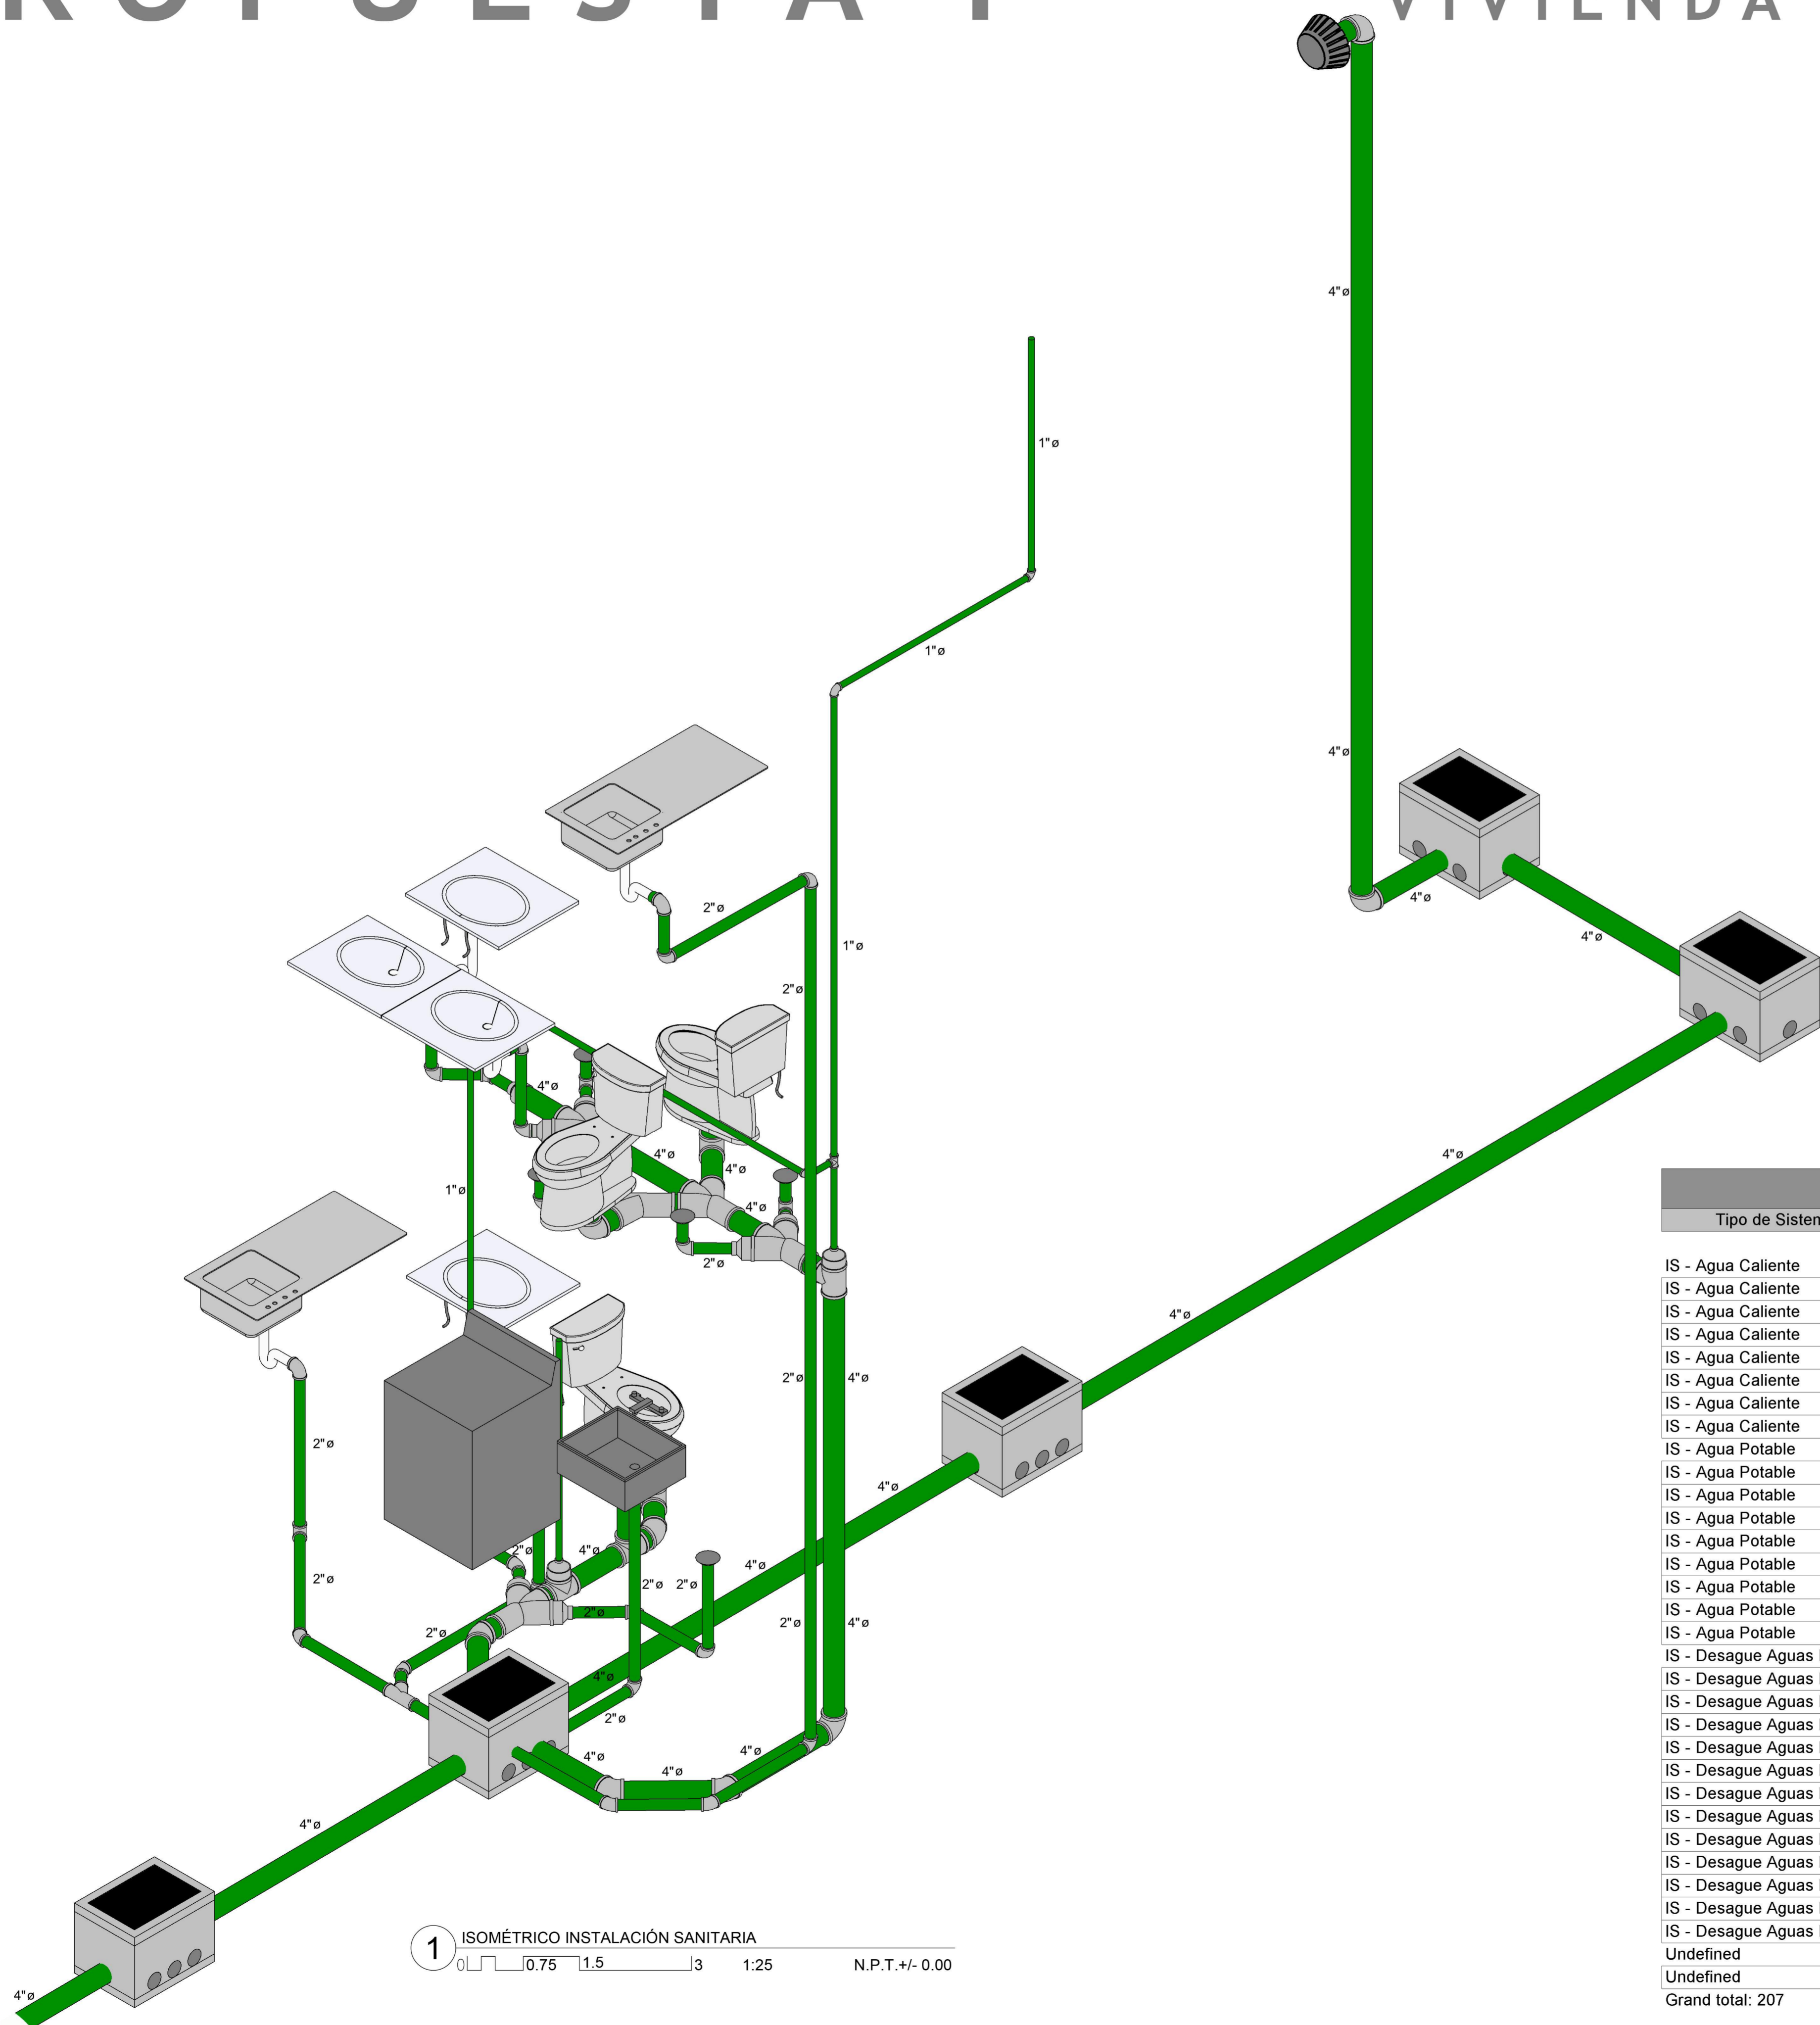 VIVIENDA
4"ø
1"ø
1"ø
4"ø
4"ø
2"ø
4"ø
1"ø
2"ø
4"ø
4"ø
4"ø
4"ø
1"ø
4"ø
2"ø
4"ø
2"ø
4"ø
2"ø
4"ø
2"ø
4"ø
4"ø
2"ø
2"ø
2"ø
2"ø
2"ø
4"ø
2"ø
4"ø
2"ø
4"ø
4"ø
4"ø
4"ø
4"ø
1 ISOMÉTRICO INSTALACIÓN SANITARIA
0 0.75 1.5 3 1:25 N.P.T.+/- 0.00
Tipo de
IS - Agua Caliente
IS - Agua Caliente
IS - Agua Caliente
IS - Agua Caliente
IS - Agua Caliente
IS - Agua Caliente
IS - Agua Caliente
IS - Agua Caliente
IS - Agua Potable
IS - Agua Potable
IS - Agua Potable
IS - Agua Potable
IS - Agua Potable
IS - Agua Potable
IS - Agua Potable
IS - Agua Potable
IS - Agua Potable
IS - Desague Aguas
IS - Desague Aguas
IS - Desague Aguas
IS - Desague Aguas
IS - Desague Aguas
IS - Desague Aguas
IS - Desague Aguas
IS - Desague Aguas
IS - Desague Aguas
IS - Desague Aguas
IS - Desague Aguas
IS - Desague Aguas
IS - Desague Aguas
Undefined
Undefined
Grand total: 207